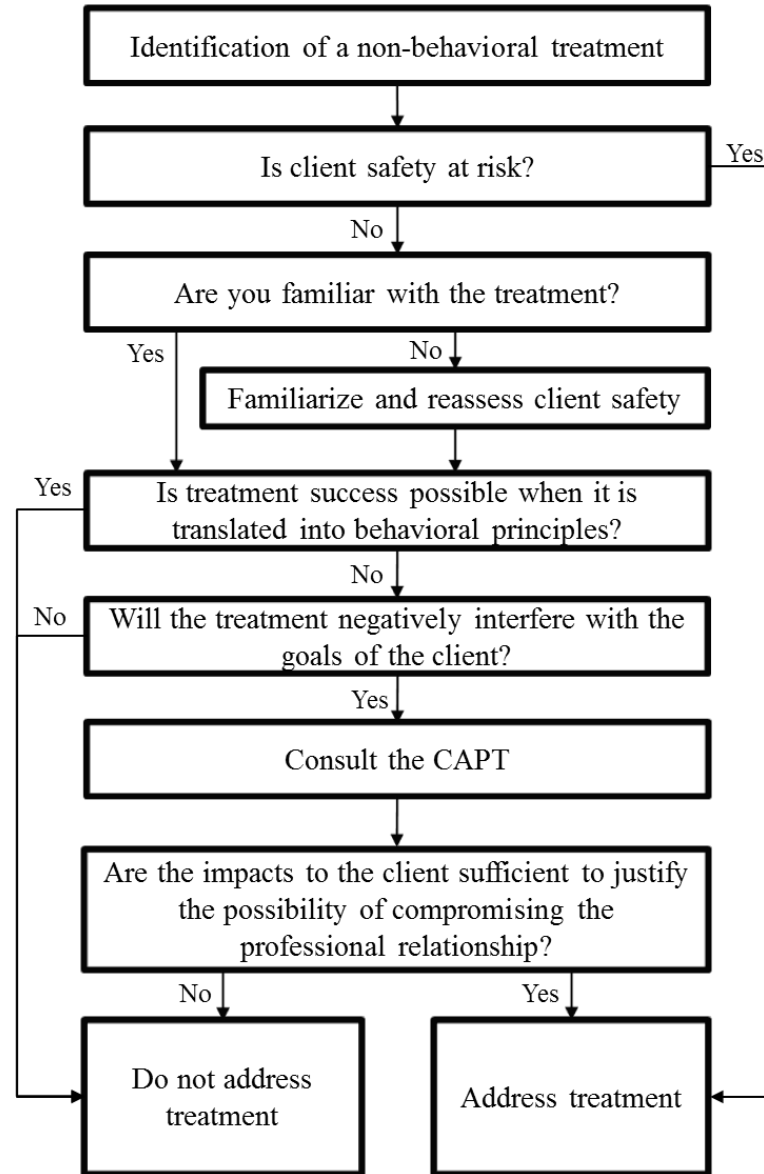 Identification of a non-behavioral treatment
Is client safety at risk?
Yes
No
Are you familiar with the treatment?
Yes
No
Familiarize and reassess client safety
Yes
Is treatment success possible when it is
translated into behavioral principles?
No
No
Will the treatment negatively interfere with the
goals of the client?
Yes
Consult the CAPT
Are the impacts to the client sufficient to justify
the possibility of compromising the
professional relationship?
No
Yes
Do not address
treatment
Address treatment